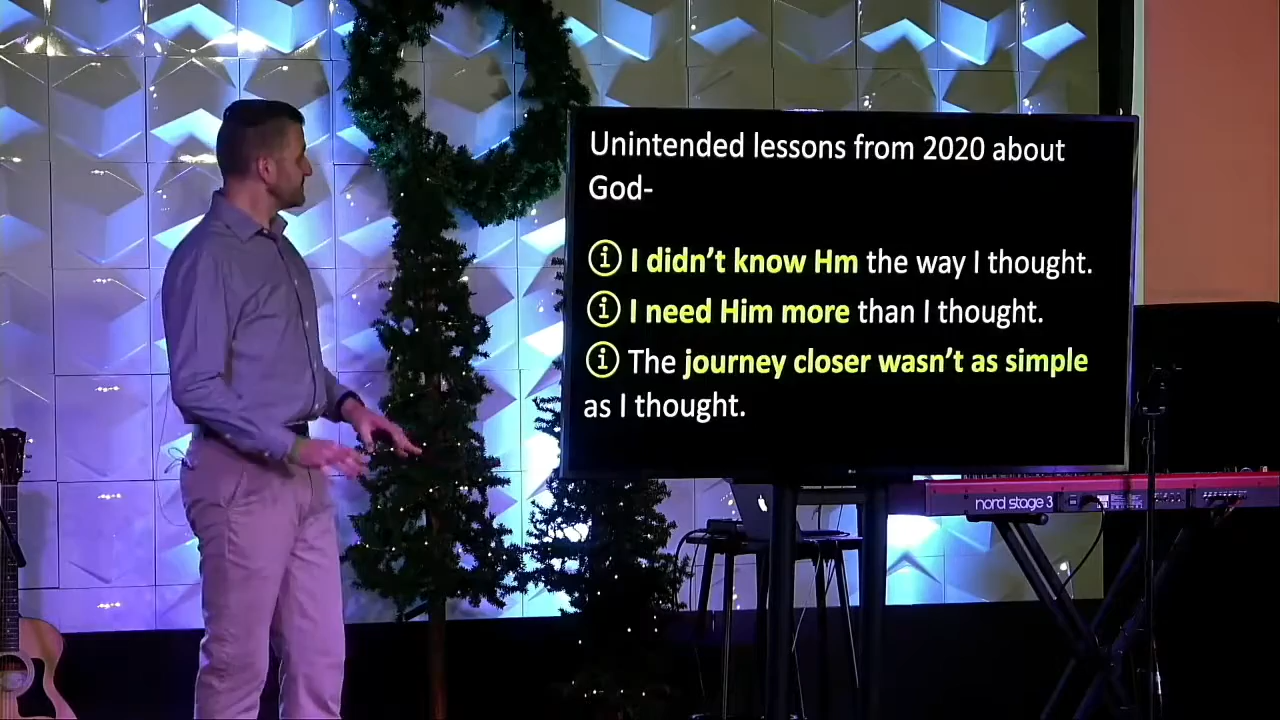 Unintended lessons from 2020 about
God-
ⓘ I didn't know Hm the way I thought.
ⓘ I need Him more than I thought.
ⓘ The journey closer wasn't as simple
as I thought.
nord stage 3